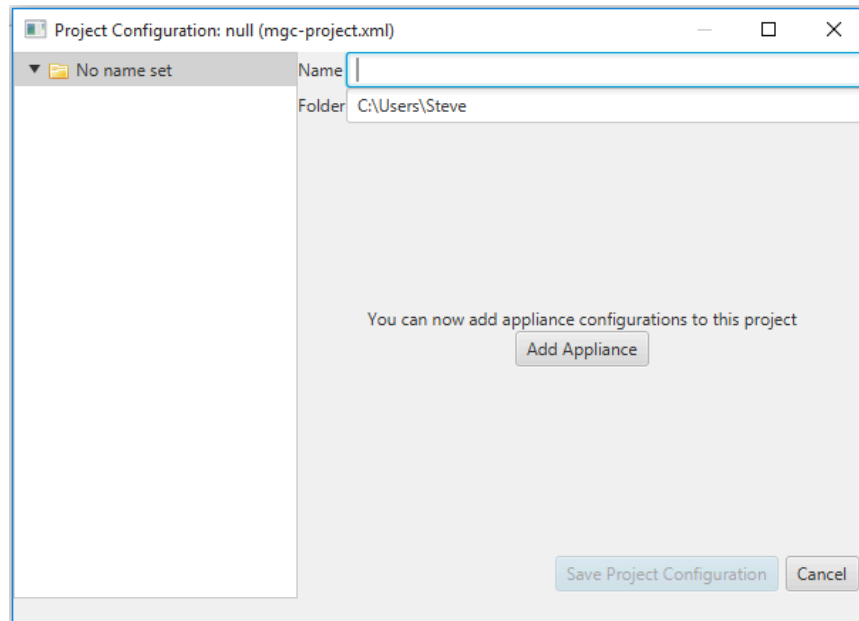 Project Configuration: null (mgc-project.xml)
No name set
Name
Folder C:\Users\Steve
You can now add appliance configurations to this project
Add Appliance
Save Project Configuration Cancel